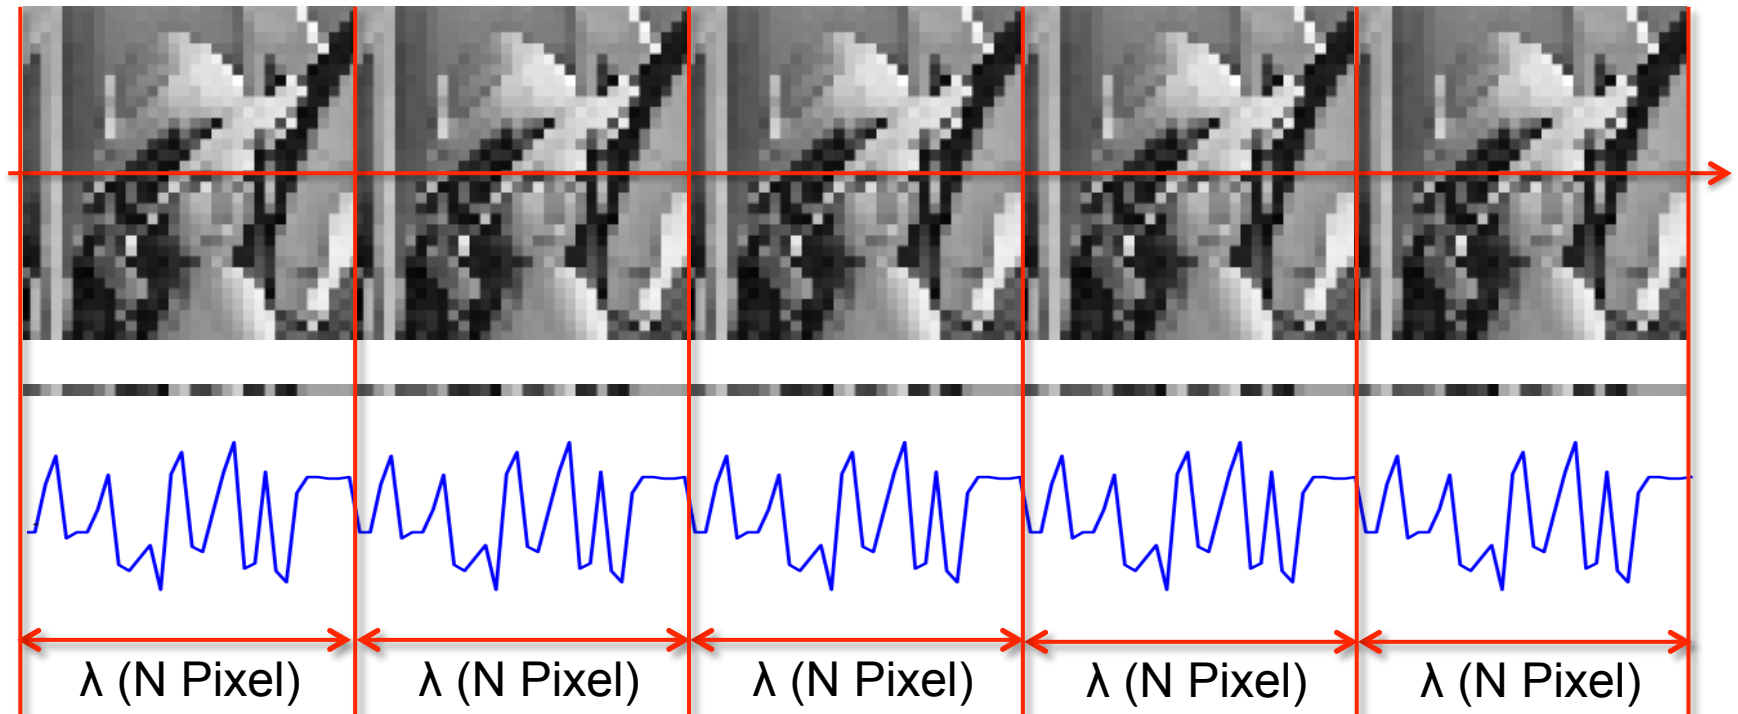 λ (N Pixel) λ (N Pixel) λ (N Pixel) λ (N Pixel) λ (N Pixel)